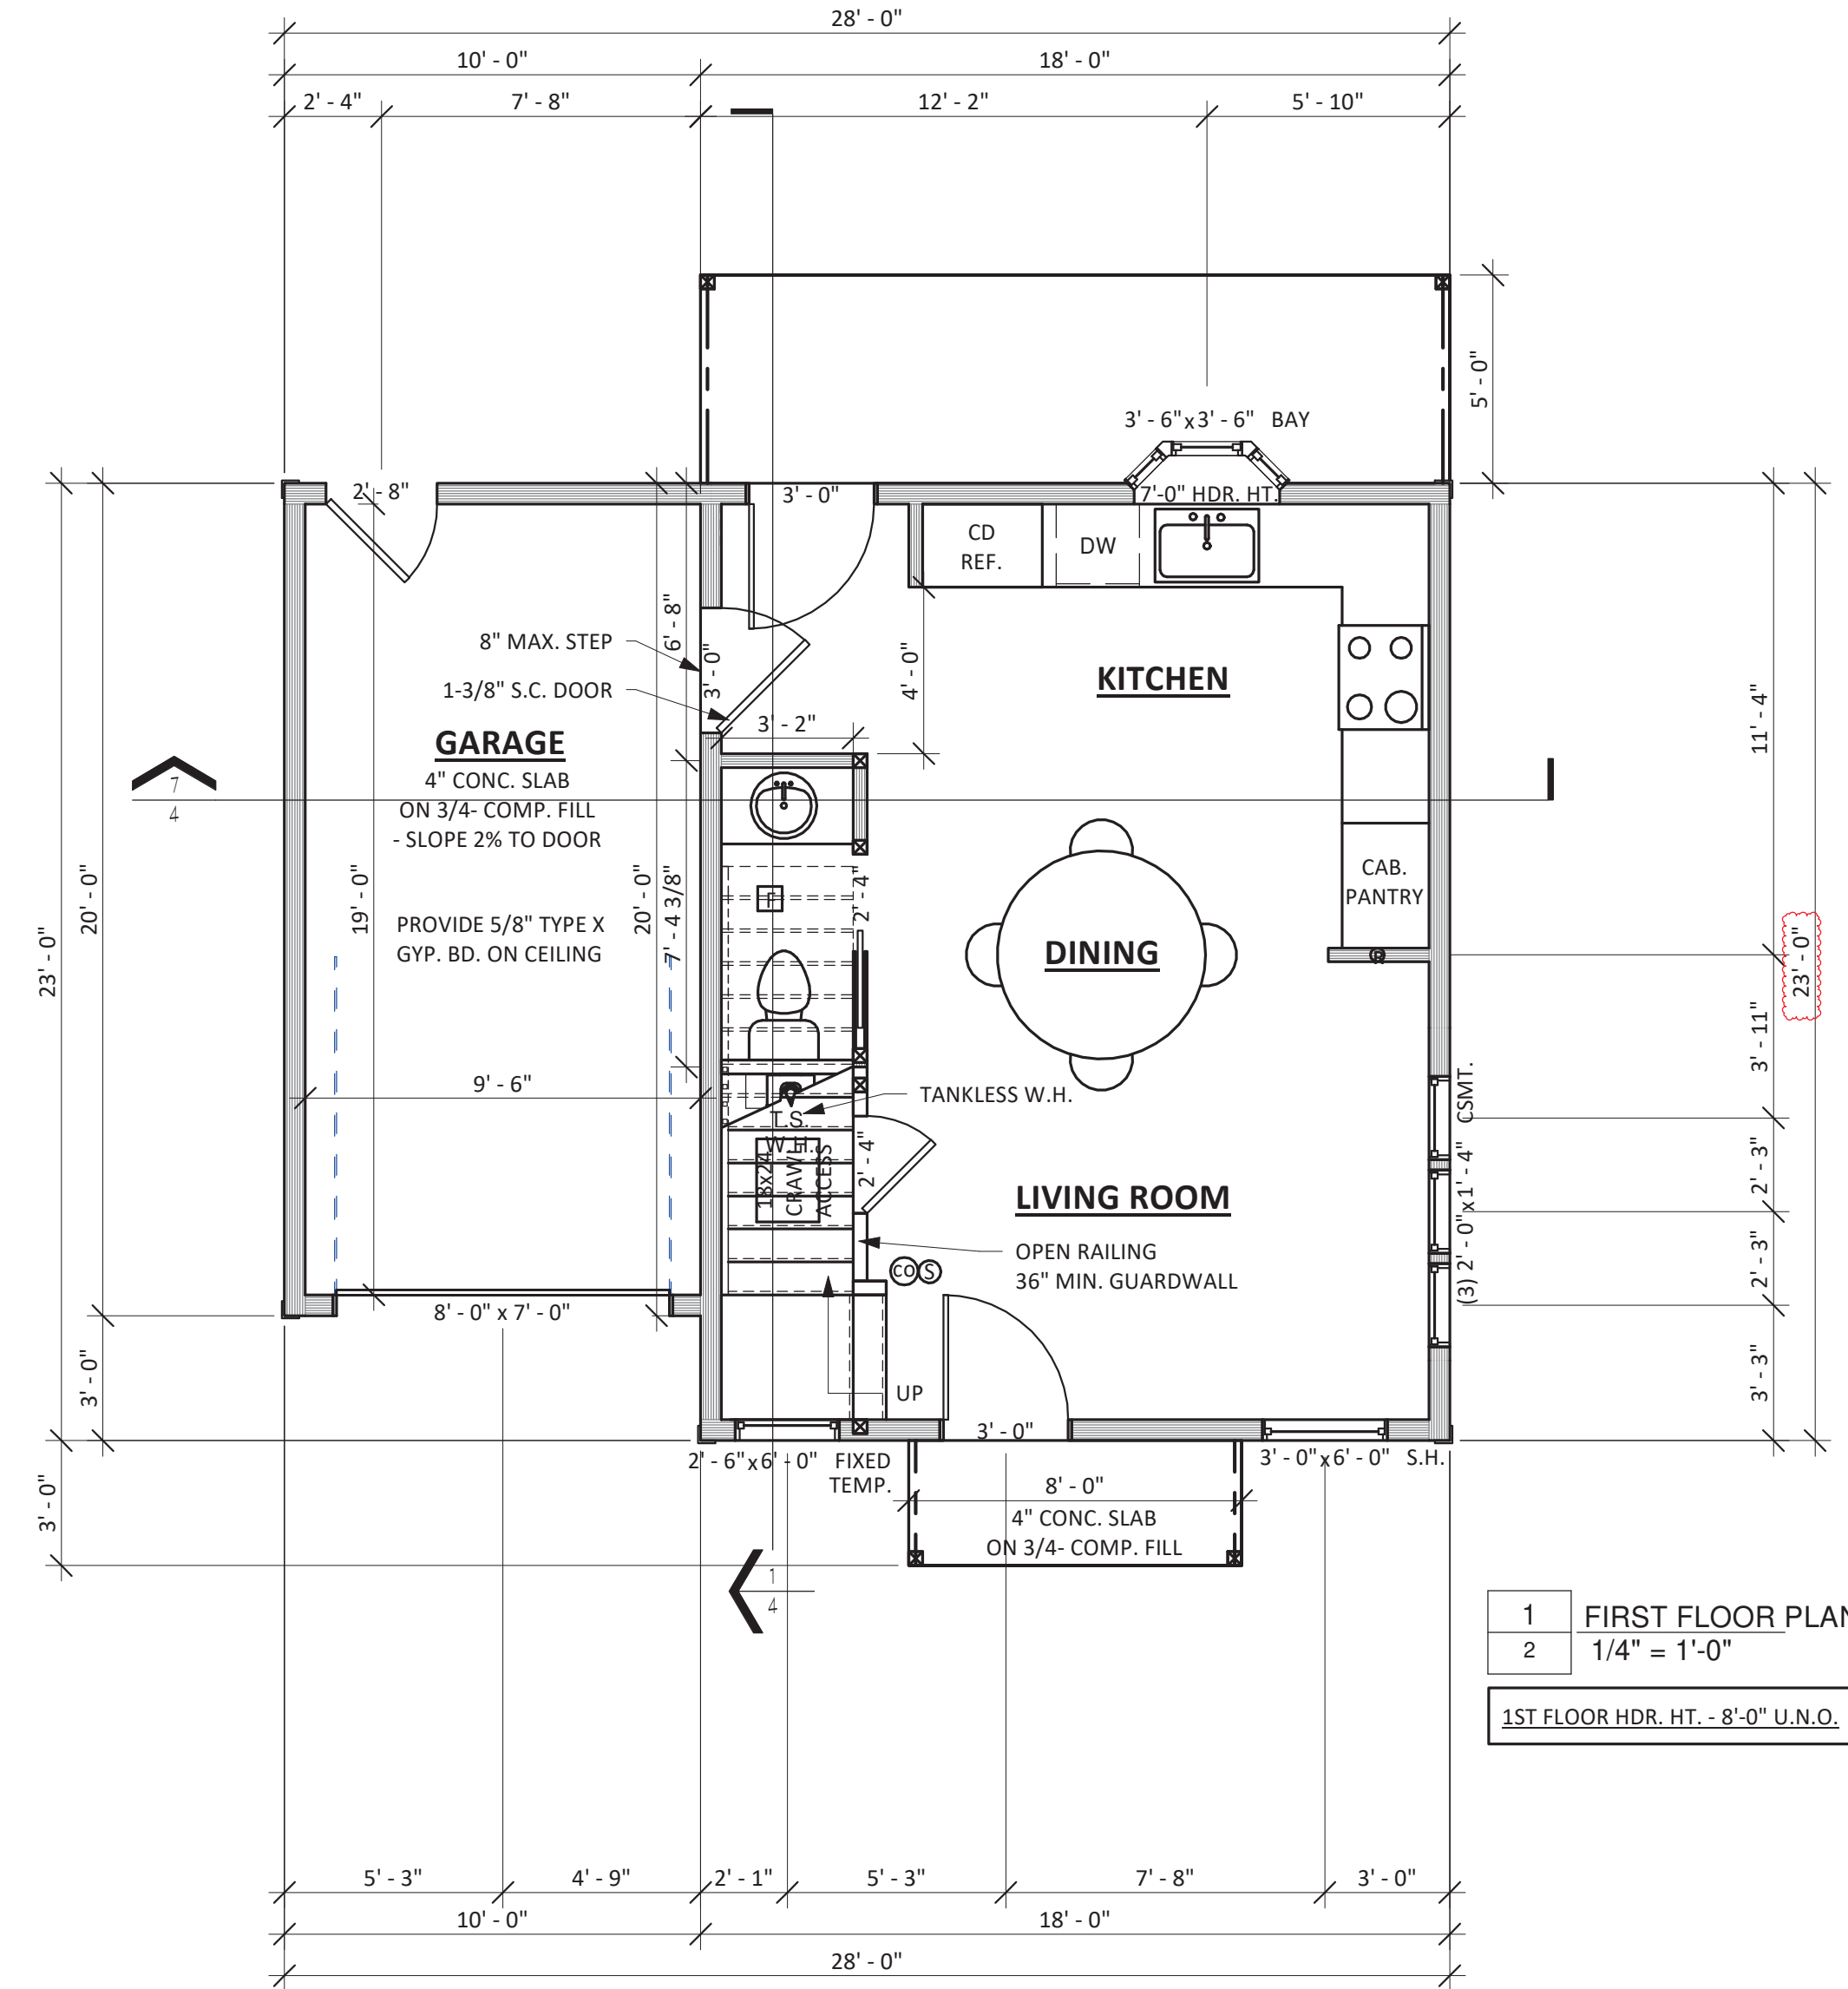 28' - 0"
10' - 0"
18' - 0"
2' - 4"
7' - 8"
12' - 2"
5' - 10"
5' - 0"
3' - 6"x3' - 6" BAY
2' - 8"
3' - 0"
7'-0" HDR. HT.
CD
REF.
DW
8" MAX. STEP
1-3/8" S.C. DOOR
6' - 8"
3' - 0"
4' - 0"
KITCHEN
11' - 4"
3' - 2"
GARAGE
4" CONC. SLAB
ON 3/4- COMP. FILL
- SLOPE 2% TO DOOR
7
4
23' - 0"
20' - 0"
19' - 0"
20' - 0"
7' - 4 3/8"
2' - 4"
F
CAB.
PANTRY
PROVIDE 5/8" TYPE X
GYP. BD. ON CEILING
DINING
R
23' - 0"
3' - 11"
9' - 6"
TANKLESS W.H.
T.S.
W.H.
18x24
CRAWL
ACCESS
2' - 4"
(3) 2' - 0"x1' - 4" CSMT.
2' - 3"
2' - 3"
LIVING ROOM
OPEN RAILING
36" MIN. GUARDWALL
CO
S
8' - 0" x 7' - 0"
3' - 0"
3' - 3"
UP
3' - 0"
2' - 6"x6' - 0" FIXED
TEMP.
3' - 0"x6' - 0" S.H.
3' - 0"
8' - 0"
4" CONC. SLAB
ON 3/4- COMP. FILL
1
4
1
2
FIRST FLOOR PLAN
1/4" = 1'-0"
1ST FLOOR HDR. HT. - 8'-0" U.N.O.
5' - 3"
4' - 9"
2' - 1"
5' - 3"
7' - 8"
3' - 0"
10' - 0"
18' - 0"
28' - 0"